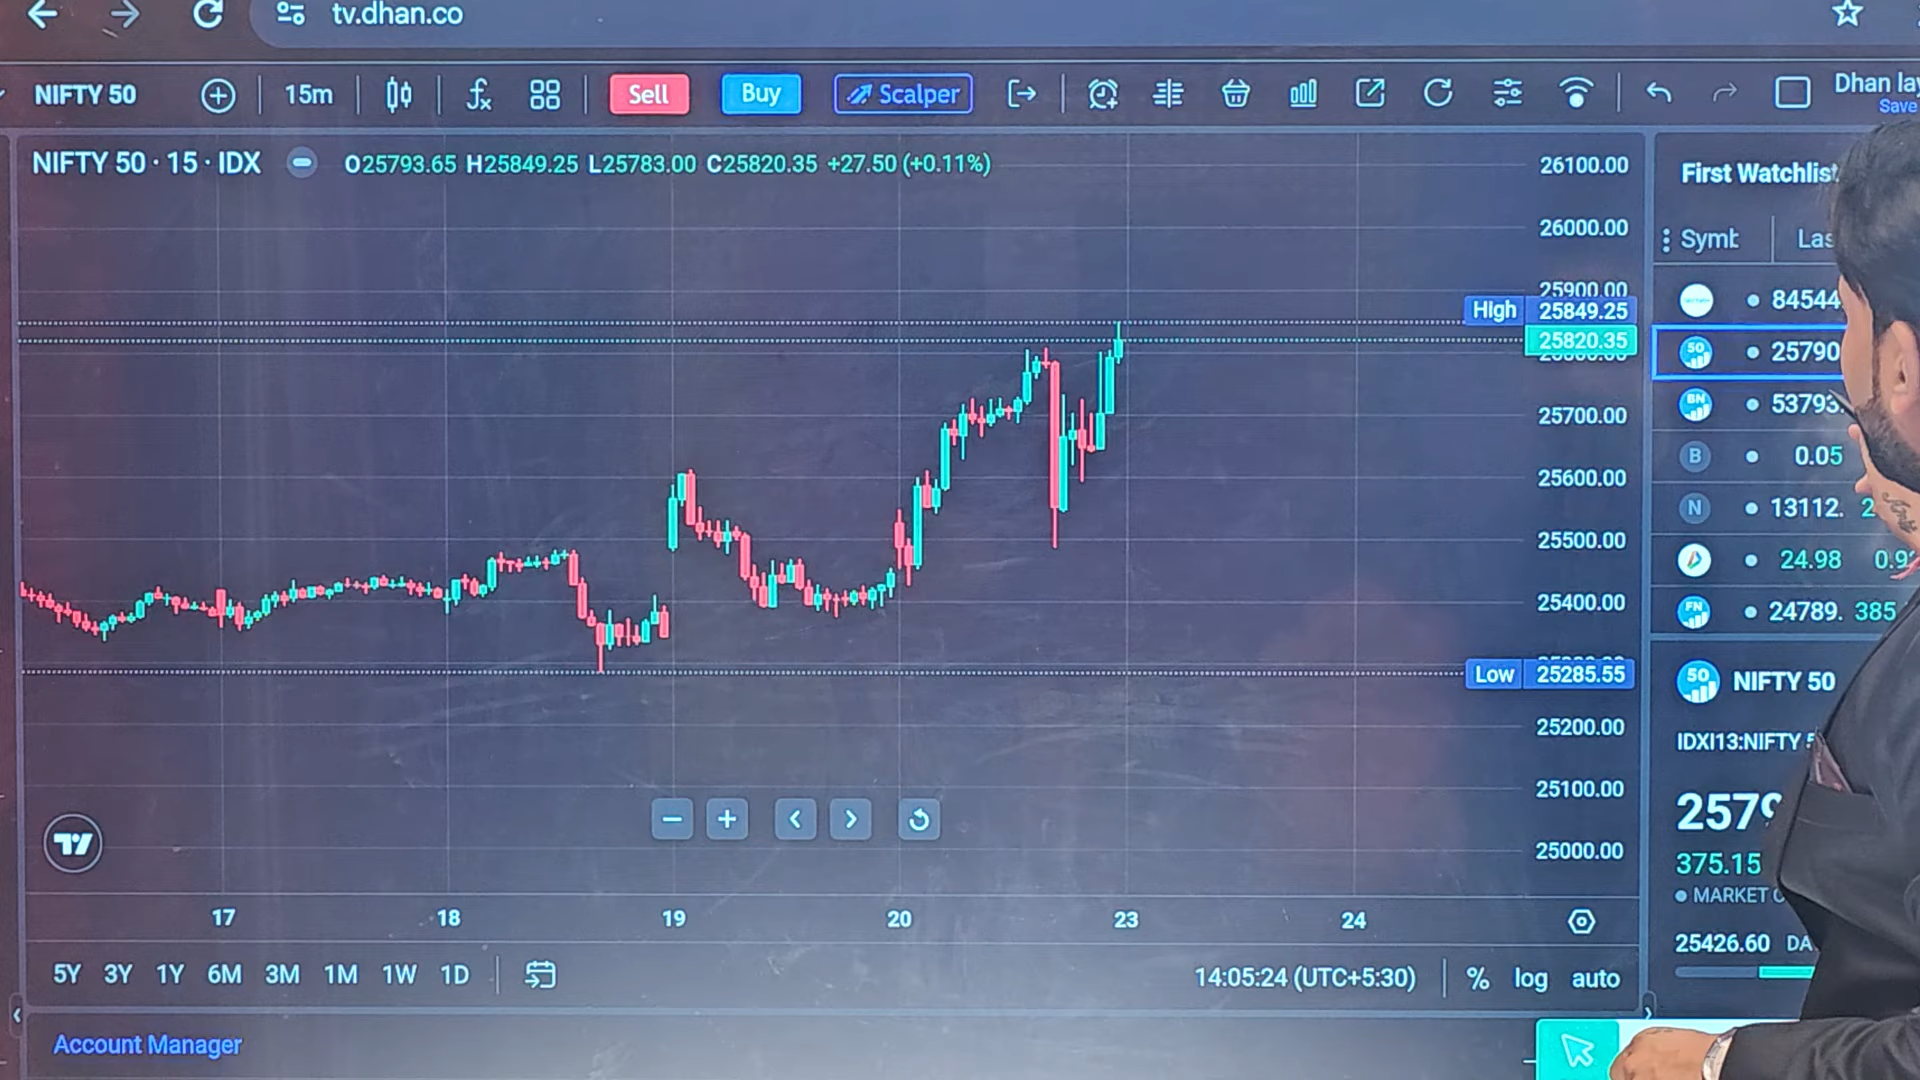 tv.dhan.co
NIFTY 50 15m Sell Buy Scalper Dhan
Save
NIFTY 50 · 15 · IDX O25793.65 H25849.25 L25783.00 C25820.35 +27.50 (+0.11%)
26100.00
26000.00
25900.00
High 25849.25
25820.35
25700.00
25600.00
25500.00
25400.00
Low 25285.55
25200.00
25100.00
25000.00
17 18 19 20 23 24
5Y 3Y 1Y 6M 3M 1M 1W 1D 14:05:24 (UTC+5:30) % log auto
Account Manager
First Watchlist
Symb Las
84544
50 25790
BN 53793.
B 0.05
N 13112.
24.98 0.9
FN 24789. 385
50 NIFTY 50
IDXI13:NIFTY
2579
375.15
MARKET
25426.60 DA